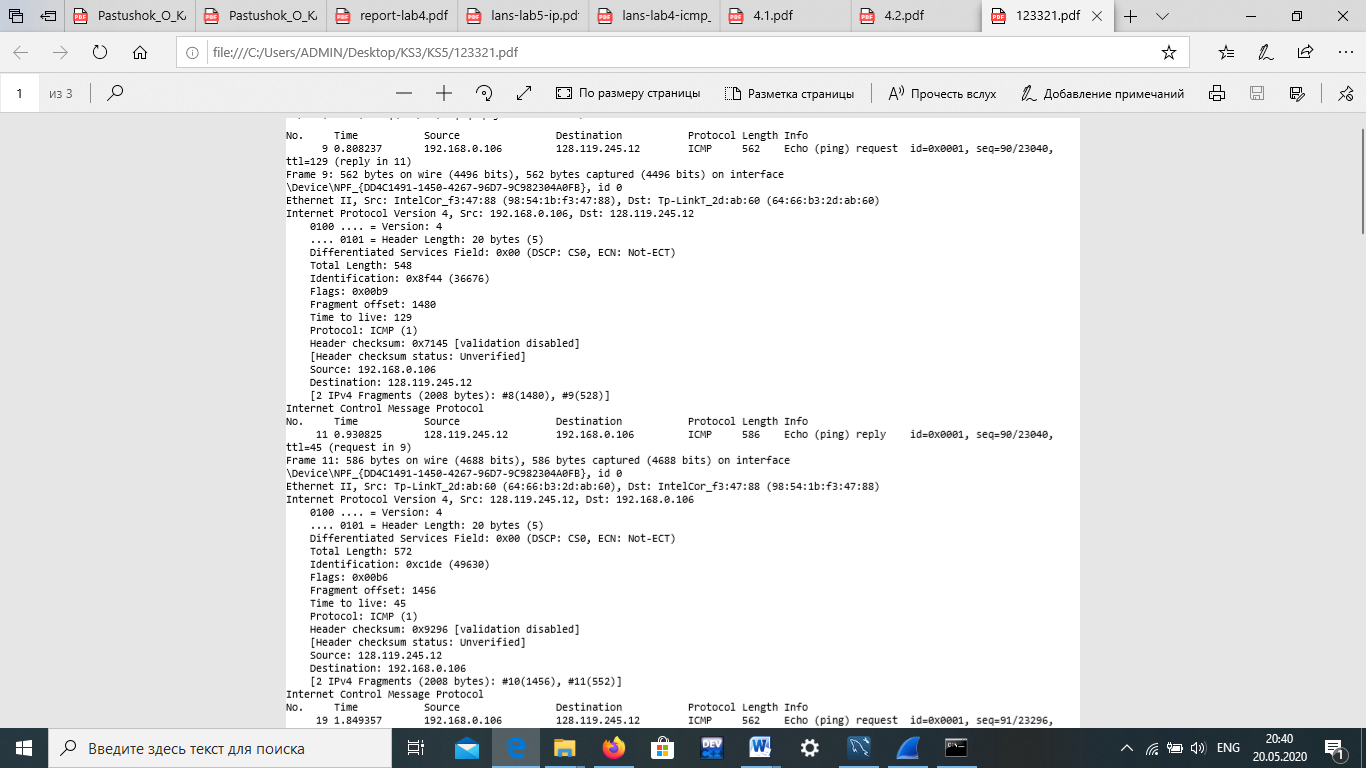 Pastushok_O_K
Pastushok_O_K
report-lab4.pdf
lans-lab5-ip.pd
lans-lab4-icmp_
4.1.pdf
4.2.pdf
123321.pdf
file:///C:/Users/ADMIN/Desktop/KS3/KS5/123321.pdf
1 из 3
По размеру страницы
Разметка страницы
Прочесть вслух
Добавление примечаний
No. Time Source Destination Protocol Length Info
9 0.808237 192.168.0.106 128.119.245.12 ICMP 562 Echo (ping) request id=0x0001, seq=90/23040,
ttl=129 (reply in 11)
Frame 9: 562 bytes on wire (4496 bits), 562 bytes captured (4496 bits) on interface
\Device\NPF_{DD4C1491-1450-4267-96D7-9C982304A0FB}, id 0
Ethernet II, Src: IntelCor_f3:47:88 (98:54:1b:f3:47:88), Dst: Tp-LinkT_2d:ab:60 (64:66:b3:2d:ab:60)
Internet Protocol Version 4, Src: 192.168.0.106, Dst: 128.119.245.12
0100 .... = Version: 4
.... 0101 = Header Length: 20 bytes (5)
Differentiated Services Field: 0x00 (DSCP: CS0, ECN: Not-ECT)
Total Length: 548
Identification: 0x8f44 (36676)
Flags: 0x00b9
Fragment offset: 1480
Time to live: 129
Protocol: ICMP (1)
Header checksum: 0x7145 [validation disabled]
[Header checksum status: Unverified]
Source: 192.168.0.106
Destination: 128.119.245.12
[2 IPv4 Fragments (2008 bytes): #8(1480), #9(528)]
Internet Control Message Protocol
No. Time Source Destination Protocol Length Info
11 0.930825 128.119.245.12 192.168.0.106 ICMP 586 Echo (ping) reply id=0x0001, seq=90/23040,
ttl=45 (request in 9)
Frame 11: 586 bytes on wire (4688 bits), 586 bytes captured (4688 bits) on interface
\Device\NPF_{DD4C1491-1450-4267-96D7-9C982304A0FB}, id 0
Ethernet II, Src: Tp-LinkT_2d:ab:60 (64:66:b3:2d:ab:60), Dst: IntelCor_f3:47:88 (98:54:1b:f3:47:88)
Internet Protocol Version 4, Src: 128.119.245.12, Dst: 192.168.0.106
0100 .... = Version: 4
.... 0101 = Header Length: 20 bytes (5)
Differentiated Services Field: 0x00 (DSCP: CS0, ECN: Not-ECT)
Total Length: 572
Identification: 0xc1de (49630)
Flags: 0x00b6
Fragment offset: 1456
Time to live: 45
Protocol: ICMP (1)
Header checksum: 0x9296 [validation disabled]
[Header checksum status: Unverified]
Source: 128.119.245.12
Destination: 192.168.0.106
[2 IPv4 Fragments (2008 bytes): #10(1456), #11(552)]
Internet Control Message Protocol
No. Time Source Destination Protocol Length Info
19 1.849357 192.168.0.106 128.119.245.12 ICMP 562 Echo (ping) request id=0x0001, seq=91/23296,
Введите здесь текст для поиска
DEV
ENG
20:40
20.05.2020
1